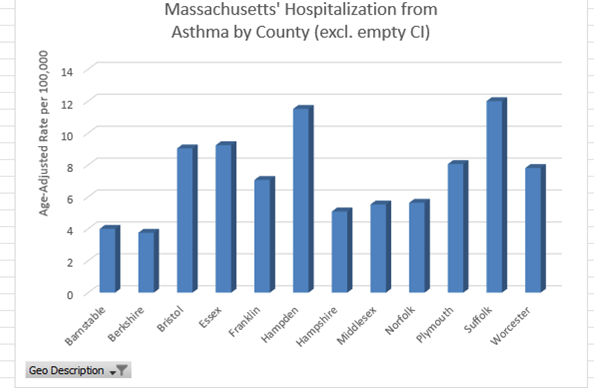 Massachusetts' Hospitalization from
Asthma by County (excl. empty CI)
Age-Adjusted Rate per 100,000
14
12
10
8
6
4
2
0
Barnstable
Berkshire
Bristol
Essex
Franklin
Hampden
Hampshire
Middlesex
Norfolk
Plymouth
Suffolk
Worcester
Geo Description